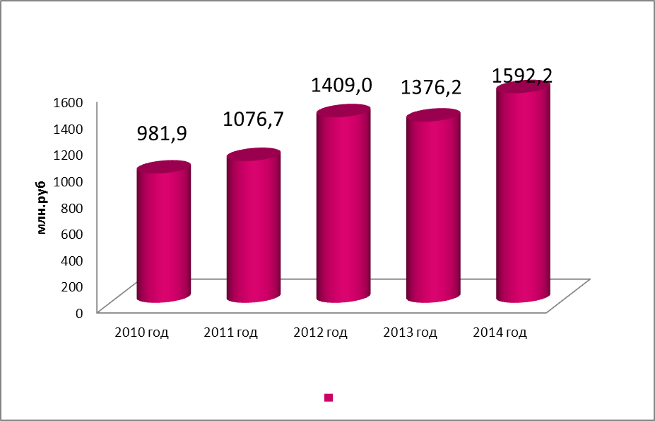 1592,2
1409,0
1376,2
1076,7
981,9
млн.руб
1600
1400
1200
1000
800
600
400
200
0
2010 год
2011 год
2012 год
2013 год
2014 год